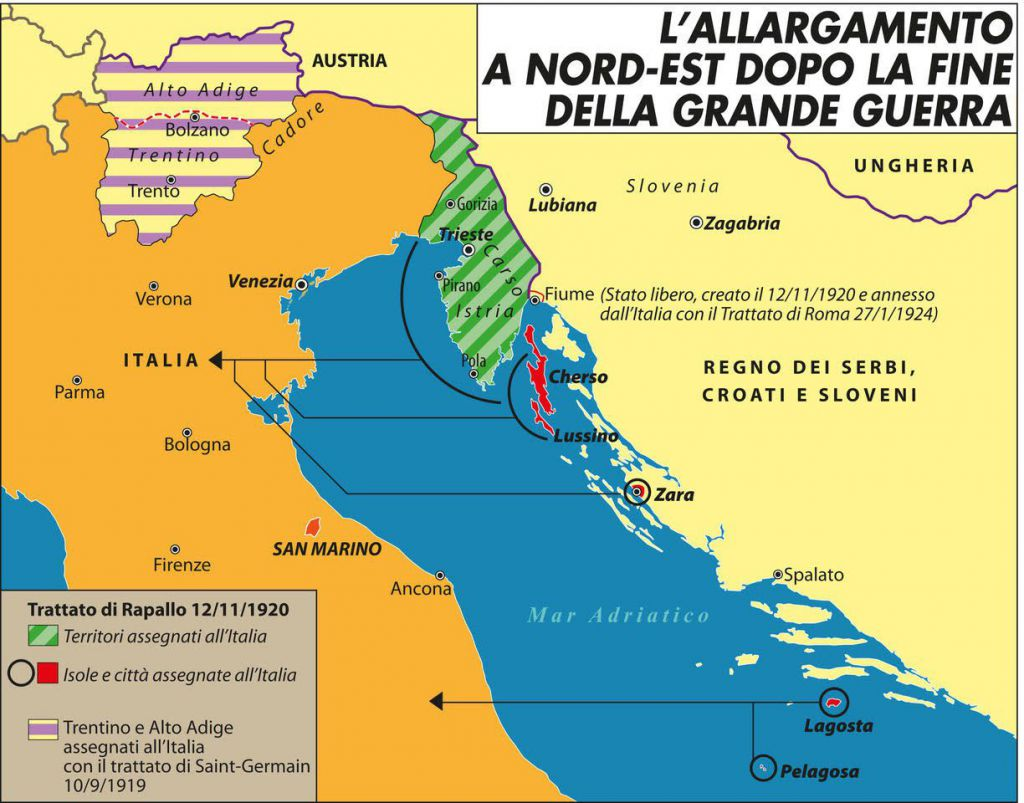 L'ALLARGAMENTO
A NORD-EST DOPO LA FINE
DELLA GRANDE GUERRA
AUSTRIA
Alto Adige
Bolzano
Cadore
Trentino
Trento
UNGHERIA
Slovenia
Lubiana
Zagabria
Gorizia
Trieste
Carso
Venezia
Verona
Pirano
Istria
Fiume (Stato libero, creato il 12/11/1920 e annesso
dall'Italia con il Trattato di Roma 27/1/1924)
ITALIA
Pola
Cherso
REGNO DEI SERBI,
CROATI E SLOVENI
Parma
Bologna
Lussino
Zara
SAN MARINO
Firenze
Ancona
Spalato
Mar Adriatico
Lagosta
Pelagosa
Trattato di Rapallo 12/11/1920
Territori assegnati all'Italia
Isole e città assegnate all'Italia
Trentino e Alto Adige
assegnati all'Italia
con il trattato di Saint-Germain
10/9/1919